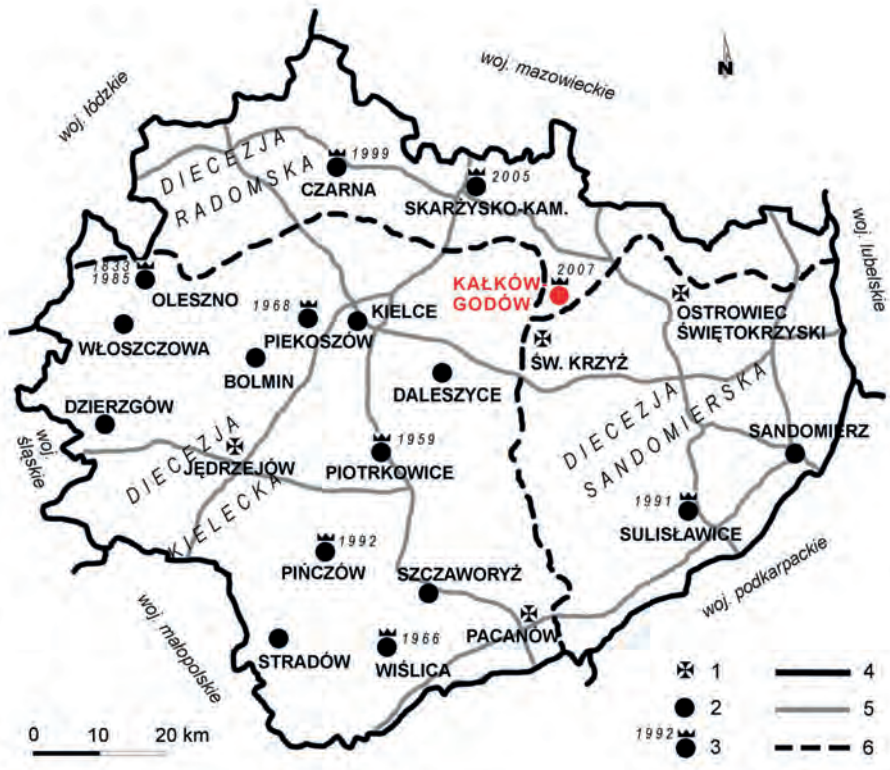 N
woj. łódzkie
woj. mazowieckie
woj. lubelskie
DIECEZJA
RADOMSKA
1999
CZARNA
2005
SKARŻYSKO-KAM.
1833
1985
OLESZNO
1968
PIEKOSZÓW
KIELCE
2007
KAŁKÓW
GODÓW
OSTROWIEC
ŚWIĘTOKRZYSKI
WŁOSZCZOWA
BOLMIN
DALESZYCE
ŚW. KRZYŻ
DZIERZGÓW
woj.
śląskie
DIECEZJA
KIELECKA
JĘDRZEJÓW
1959
PIOTRKOWICE
DIECEZJA
SANDOMIERSKA
SANDOMIERZ
1991
SULISŁAWICE
1992
PIŃCZÓW
SZCZAWORYŻ
PACANÓW
woj. podkarpackie
woj. małopolskie
STRADÓW
1966
WIŚLICA
1
2
1992 3
4
5
6
0 10 20 km